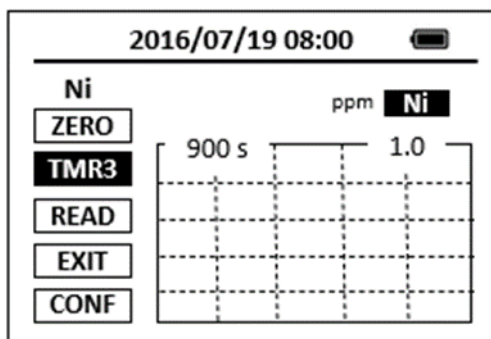 2016/07/19 08:00
Ni
ppm Ni
ZERO
900 s 1.0
TMR3
READ
EXIT
CONF